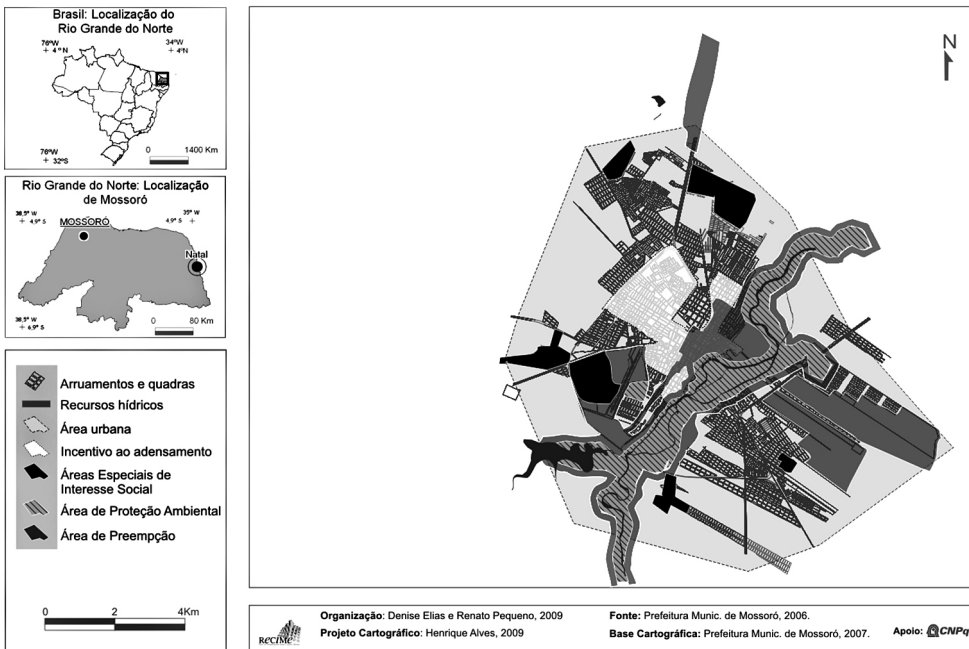 Brasil: Localização do
Rio Grande do Norte
76ºW
+ 4º N
34ºW
+ 4ºN
76ºW
+ 32ºS
0 1400 Km
Rio Grande do Norte: Localização
de Mossoró
38,5º W
+ 4,9º S
MOSSORÓ
35º W
4,9º S +
Natal
38,5º W
+ 6,9º S
0 80 Km
Arruamentos e quadras
Recursos hídricos
Área urbana
Incentivo ao adensamento
Áreas Especiais de
Interesse Social
Área de Proteção Ambiental
Área de Preempção
0 2 4Km
N
RECIMe
Organização: Denise Elias e Renato Pequeno, 2009
Projeto Cartográfico: Henrique Alves, 2009
Fonte: Prefeitura Munic. de Mossoró, 2006.
Base Cartográfica: Prefeitura Munic. de Mossoró, 2007.
Apoio: CNPq